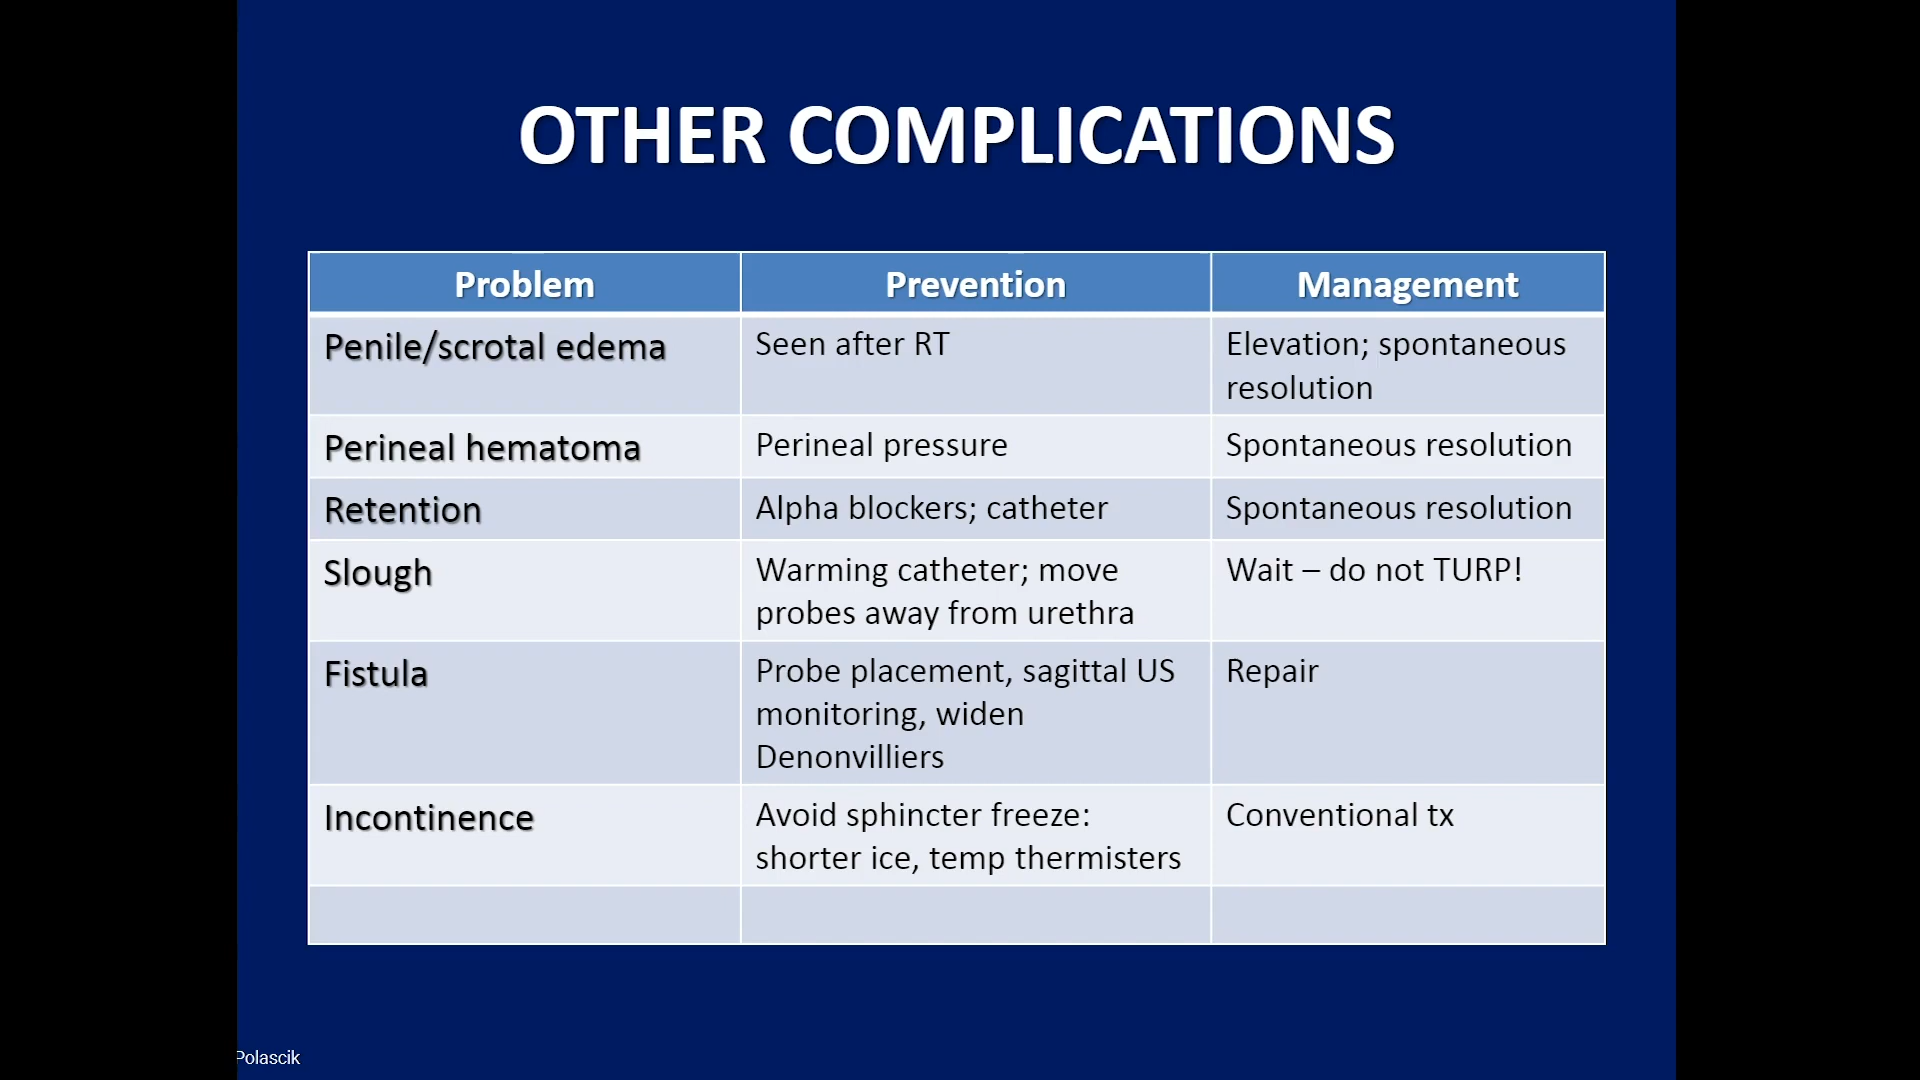 OTHER COMPLICATIONS
Problem Prevention Management
Penile/scrotal edema Seen after RT Elevation; spontaneous
resolution
Perineal hematoma Perineal pressure Spontaneous resolution
Retention Alpha blockers; catheter Spontaneous resolution
Slough Warming catheter; move Wait – do not TURP!
probes away from urethra
Fistula Probe placement, sagittal US Repair
monitoring, widen
Denonvilliers
Incontinence Avoid sphincter freeze: Conventional tx
shorter ice, temp thermisters
Polascik